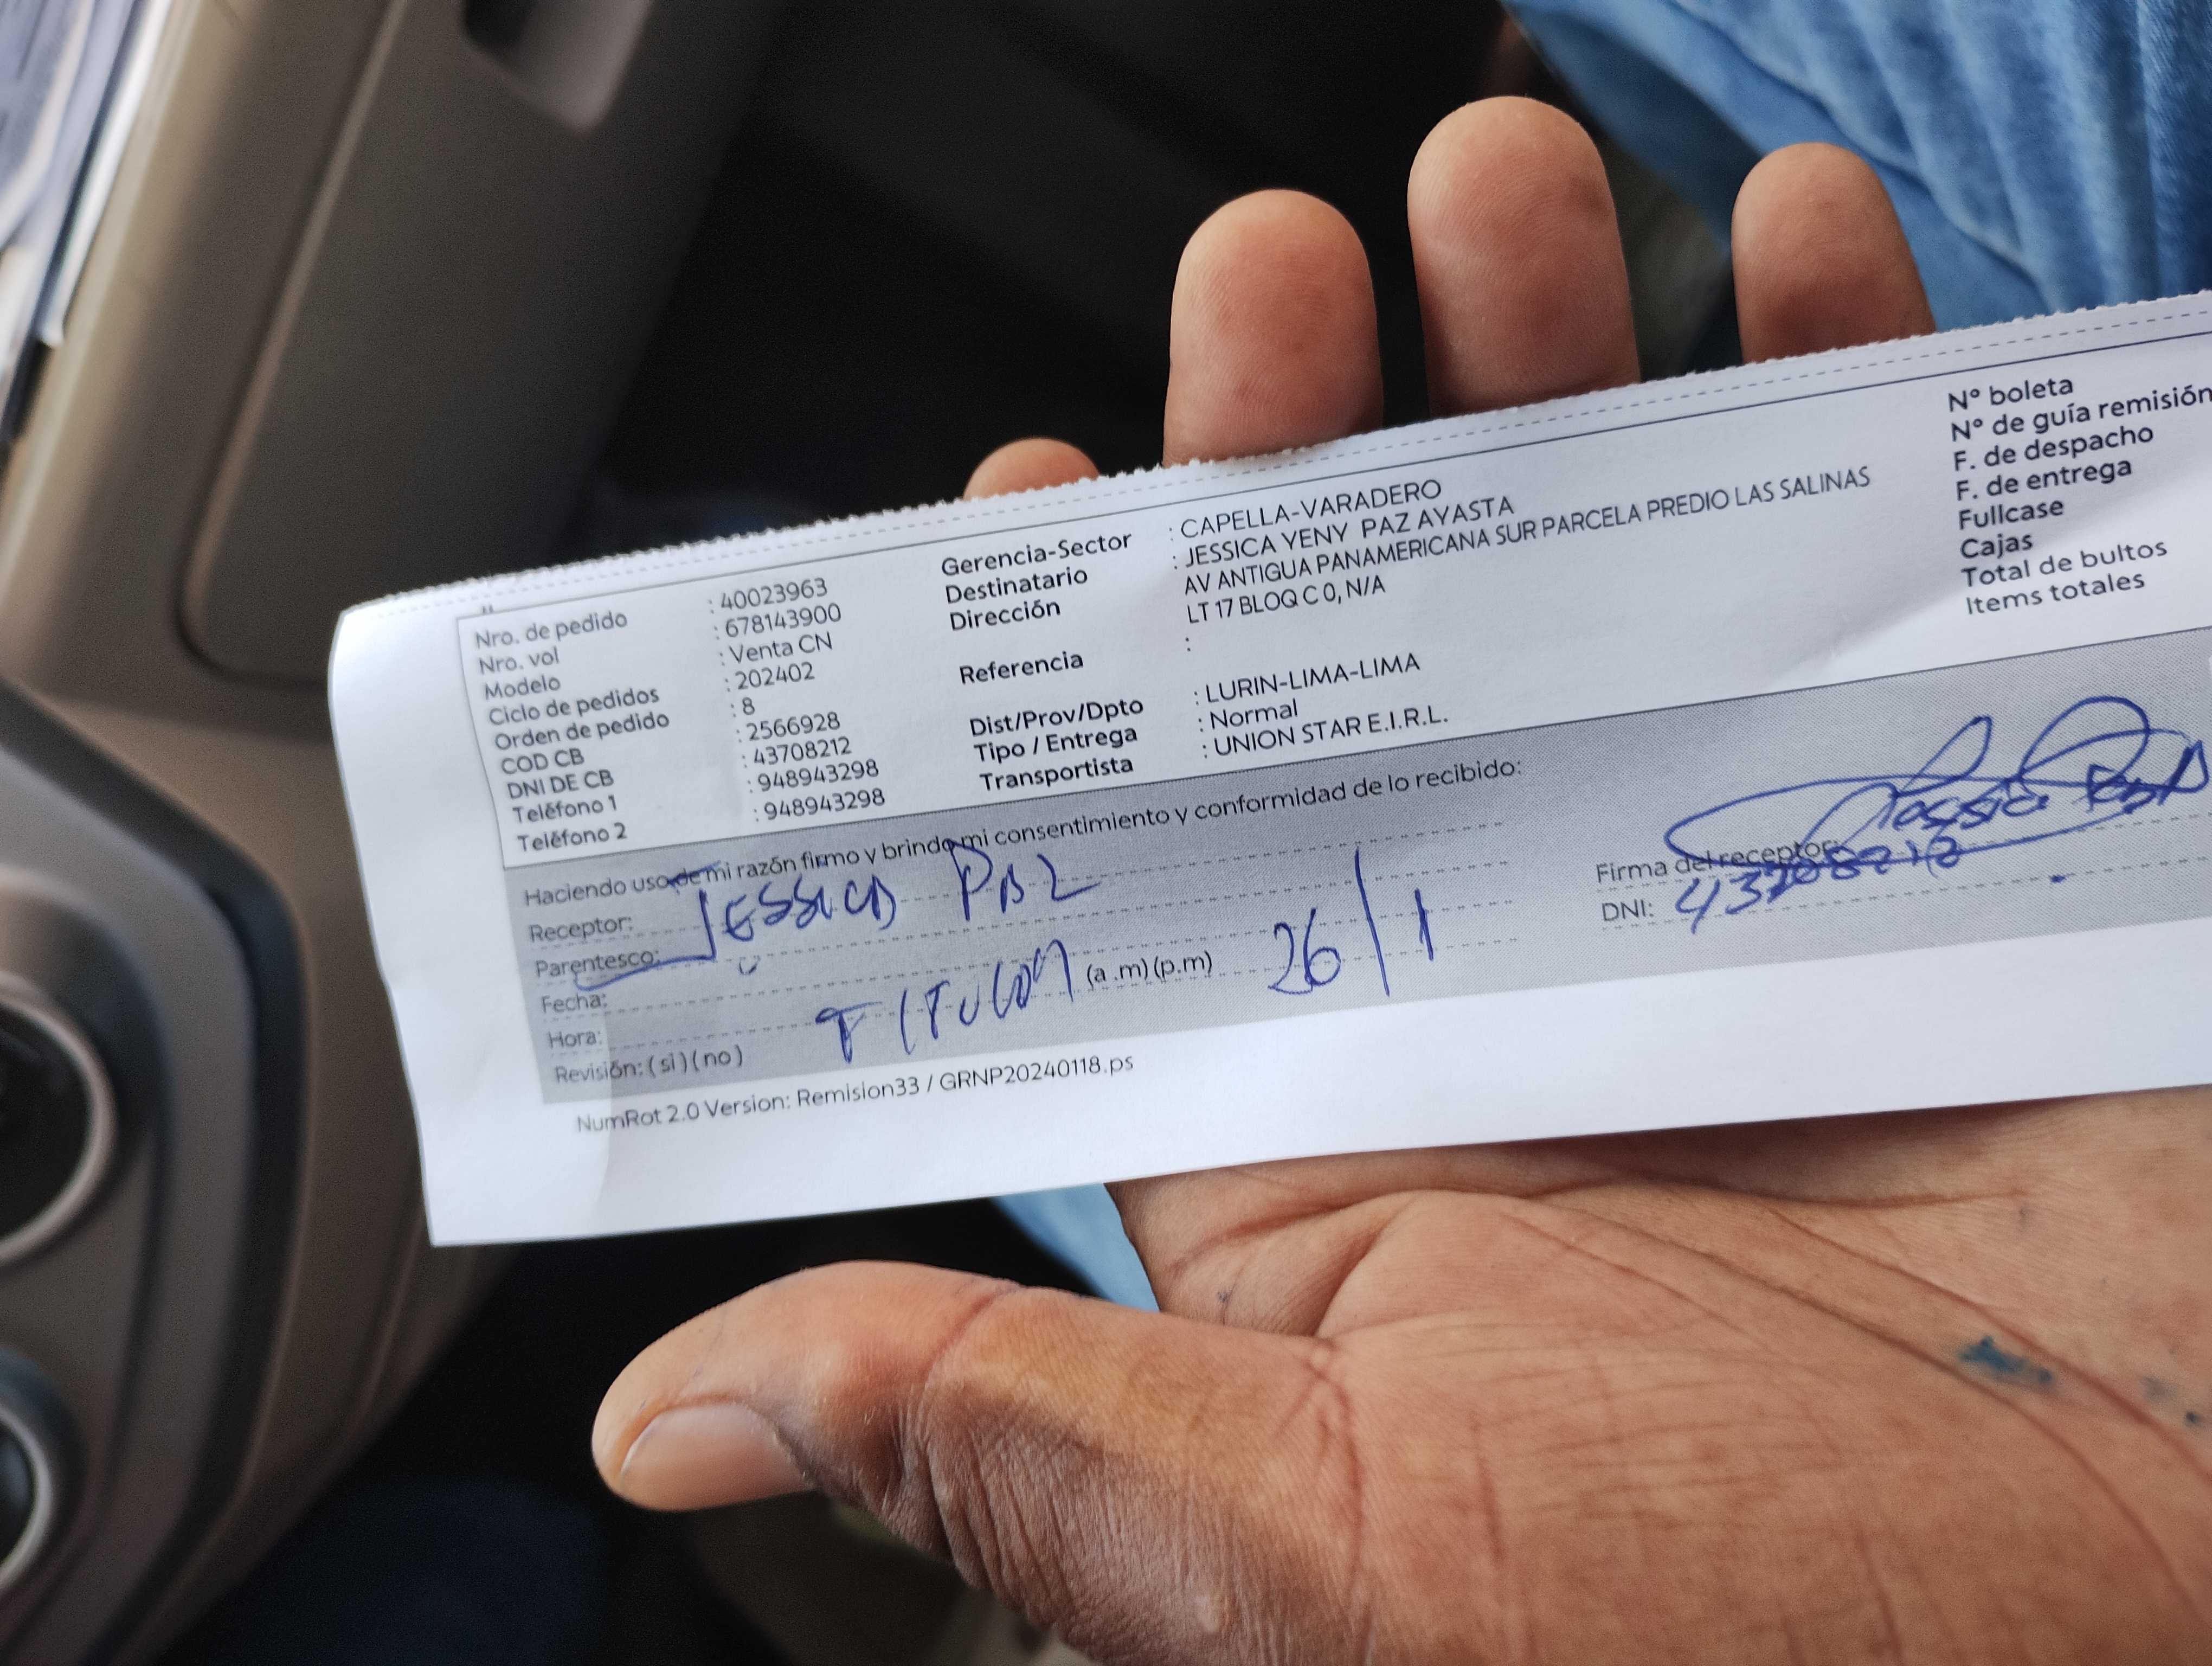 Nro. de pedido : 40023963
Nro. vol : 678143900
Modelo : Venta CN
Ciclo de pedidos : 202402
Orden de pedido : 8
COD CB : 2566928
DNI DE CB : 43708212
Teléfono 1 : 948943298
Teléfono 2 : 948943298
Gerencia-Sector : CAPELLA-VARADERO
Destinatario : JESSICA YENY PAZ AYASTA
Dirección : AV ANTIGUA PANAMERICANA SUR PARCELA PREDIO LAS SALINAS
LT 17 BLOQ C 0, N/A
Referencia :
Dist/Prov/Dpto : LURIN-LIMA-LIMA
Tipo / Entrega : Normal
Transportista : UNION STAR E.I.R.L.
N° boleta
N° de guía remisión
F. de despacho
F. de entrega
Fullcase
Cajas
Total de bultos
Items totales
Haciendo uso de mi razón firmo y brindo mi consentimiento y conformidad de lo recibido:
Receptor: JESSICA PAZ
Parentesco:
Fecha:
Hora: TITULAR (a .m) (p.m) 26/1
Revisión: ( si ) ( no )
Firma del receptor:
DNI: 43708212
NumRot 2.0 Version: Remision33 / GRNP20240118.ps